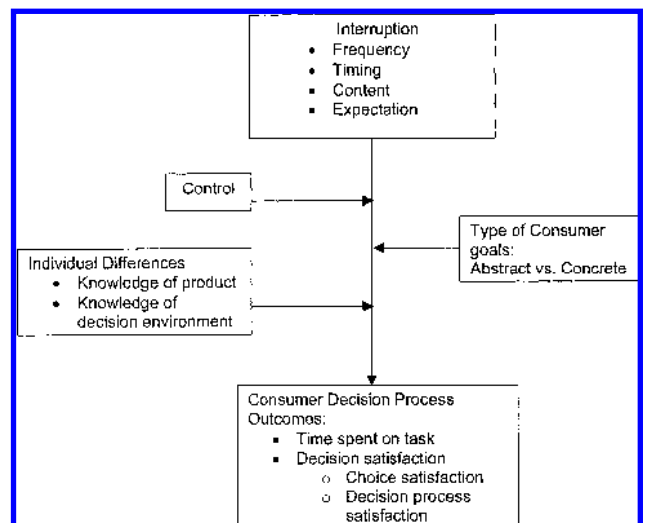 Interruption
• Frequency
• Timing
▪ Content
▪ Expectation
Control
Type of Consumer
goals:
Abstract vs. Concrete
Individual Differences
• Knowledge of product
• Knowledge of
decision environment
Consumer Decision Process
Outcomes:
▪ Time spent on task
▪ Decision satisfaction
o Choice satisfaction
o Decision process
satisfaction